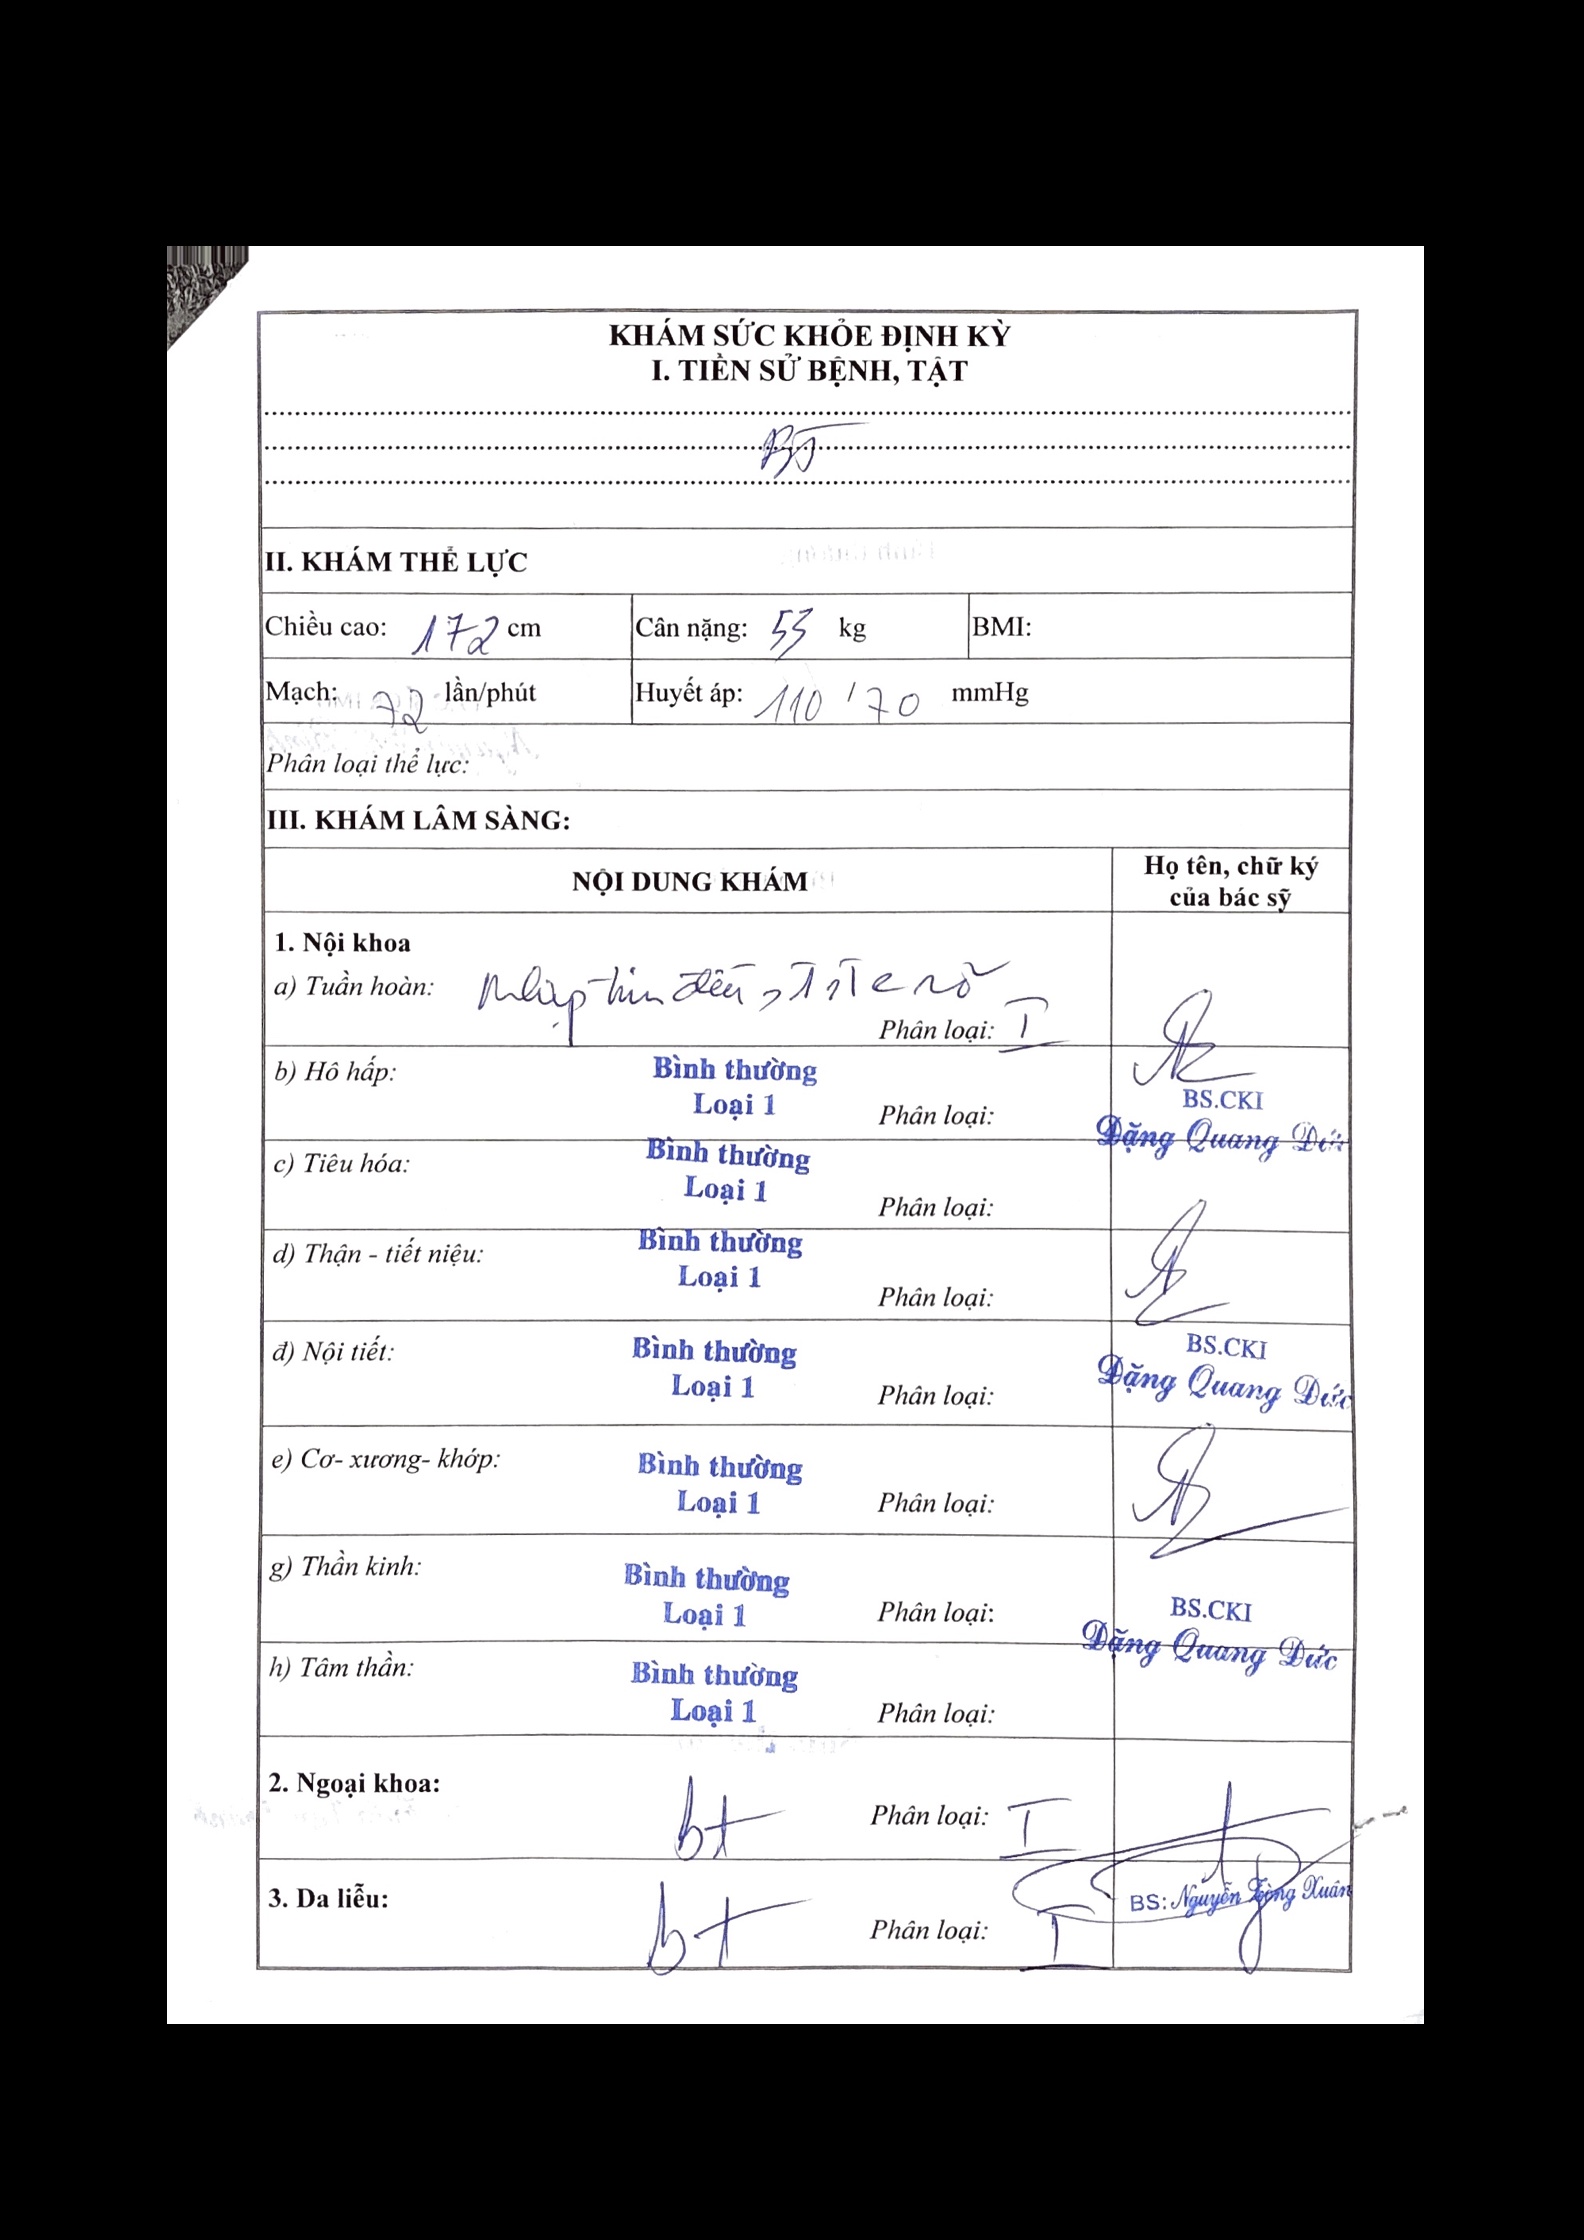 KHÁM SỨC KHỎE ĐỊNH KỲ
I. TIỀN SỬ BỆNH, TẬT
BT
II. KHÁM THỂ LỰC
Chiều cao: 172 cm Cân nặng: 53 kg BMI:
Mạch: 72 lần/phút Huyết áp: 110 / 70 mmHg
Phân loại thể lực:
III. KHÁM LÂM SÀNG:
NỘI DUNG KHÁM
Họ tên, chữ ký
của bác sỹ
1. Nội khoa
a) Tuần hoàn: Nhịp tim đều, T1, T2 rõ
Phân loại: I
b) Hô hấp: Bình thường
Loại 1
Phân loại:
BS.CKI
Đặng Quang Đức
c) Tiêu hóa: Bình thường
Loại 1
Phân loại:
d) Thận - tiết niệu: Bình thường
Loại 1
Phân loại:
đ) Nội tiết: Bình thường
Loại 1
Phân loại:
BS.CKI
Đặng Quang Đức
e) Cơ- xương- khớp: Bình thường
Loại 1
Phân loại:
g) Thần kinh: Bình thường
Loại 1
Phân loại:
BS.CKI
Đặng Quang Đức
h) Tâm thần: Bình thường
Loại 1
Phân loại:
2. Ngoại khoa: bt Phân loại: I
3. Da liễu: bt Phân loại: I
BS: Nguyễn Xuân